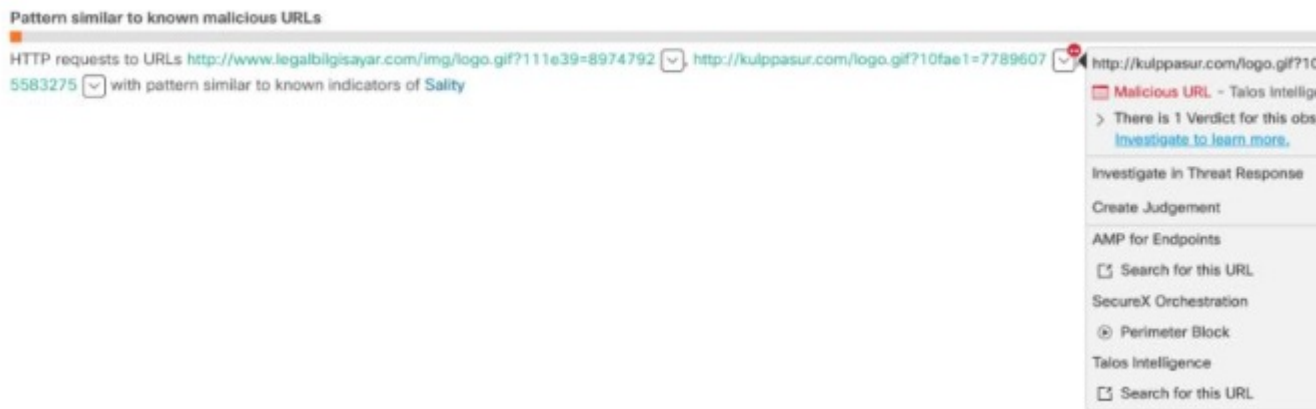 Pattern similar to known malicious URLs
HTTP requests to URLs http://www.legalbilgisayar.com/img/logo.gif?111e39=8974792 , http://kulppasur.com/logo.gif?10fae1=7789607
5583275 with pattern similar to known indicators of Sality
http://kulppasur.com/logo.gif?10
Malicious URL - Talos Intellige
> There is 1 Verdict for this obs
Investigate to learn more.
Investigate in Threat Response
Create Judgement
AMP for Endpoints
Search for this URL
SecureX Orchestration
Perimeter Block
Talos Intelligence
Search for this URL